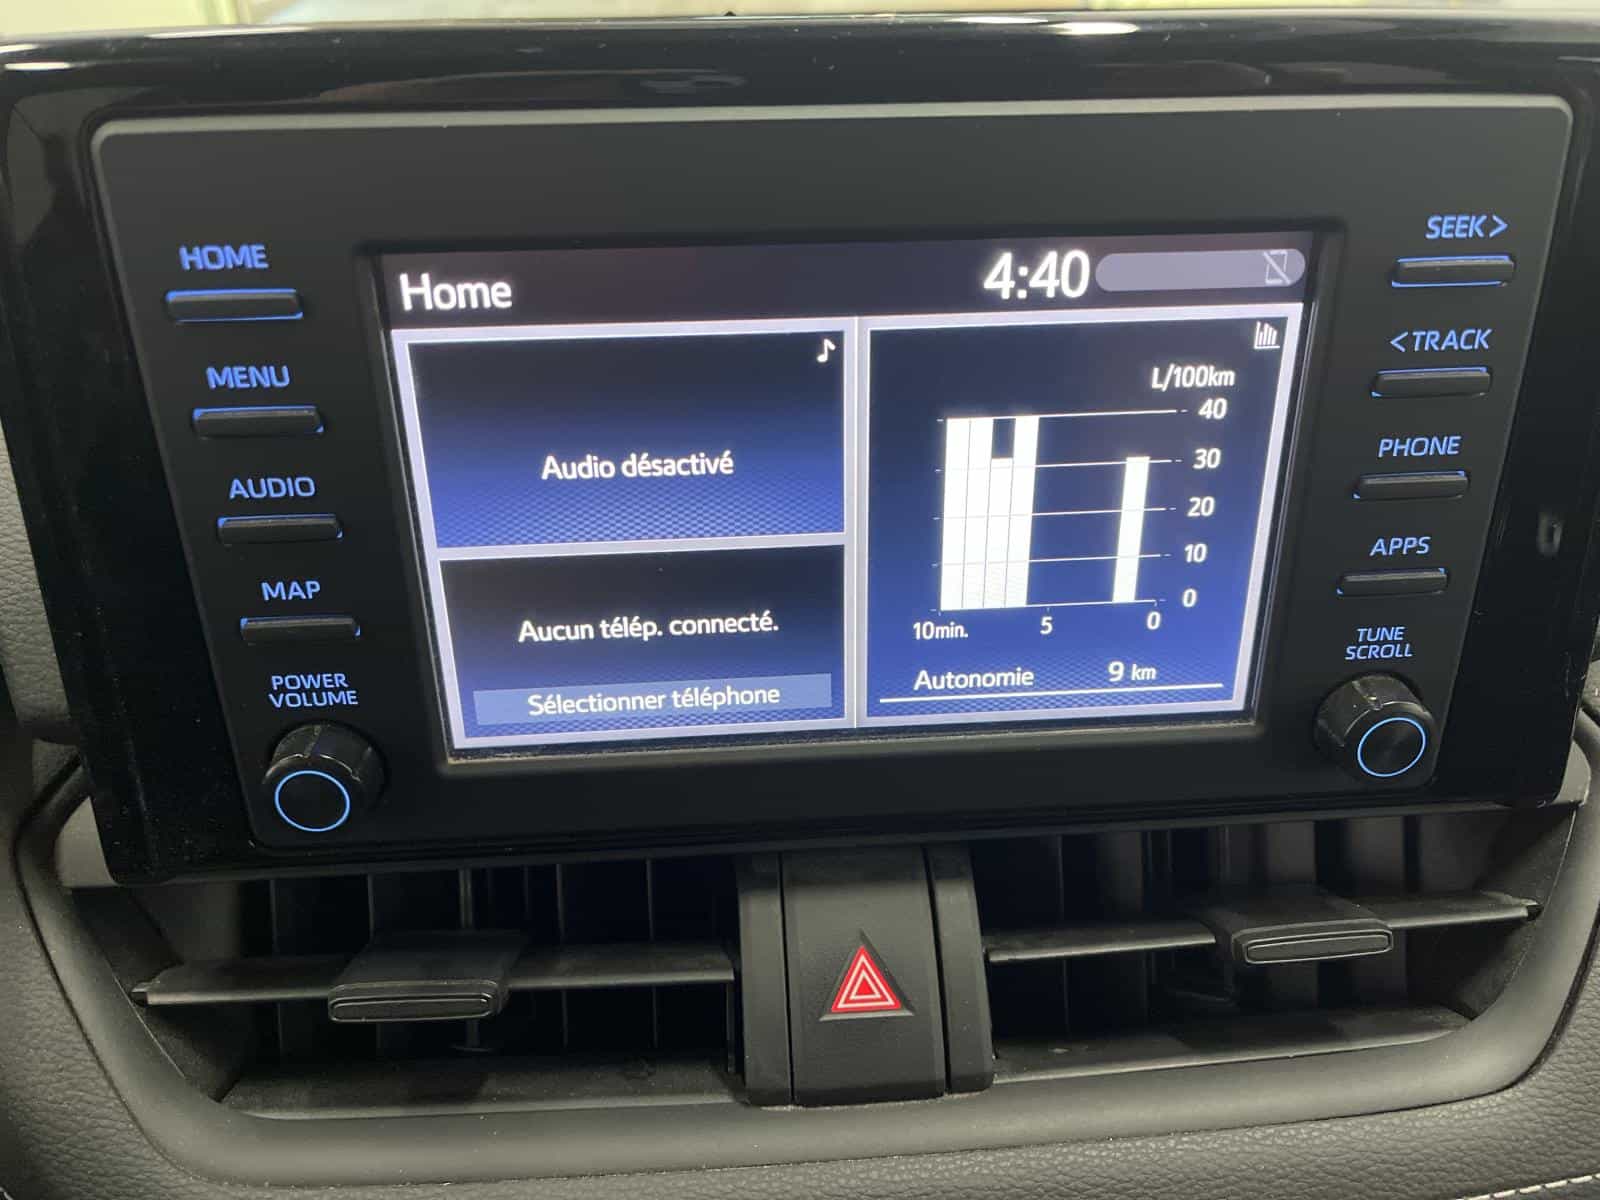 HOME
MENU
AUDIO
MAP
POWER
VOLUME
Home
4:40
Audio désactivé
Aucun télép. connecté.
Sélectionner téléphone
L/100km
40
30
20
10
0
10min.
5
0
Autonomie 9 km
SEEK>
<TRACK
PHONE
APPS
TUNE
SCROLL